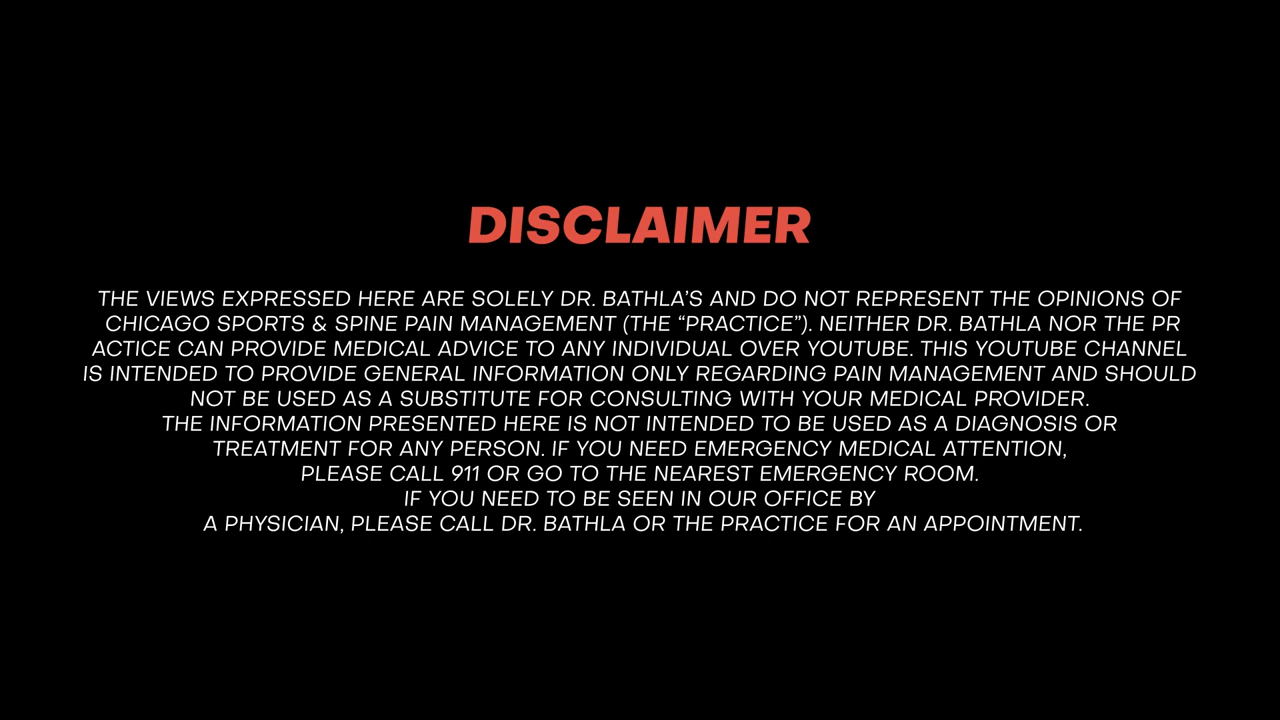 DISCLAIMER
THE VIEWS EXPRESSED HERE ARE SOLELY DR. BATHLA’S AND DO NOT REPRESENT THE OPINIONS OF
CHICAGO SPORTS & SPINE PAIN MANAGEMENT (THE “PRACTICE”). NEITHER DR. BATHLA NOR THE PR
ACTICE CAN PROVIDE MEDICAL ADVICE TO ANY INDIVIDUAL OVER YOUTUBE. THIS YOUTUBE CHANNEL
IS INTENDED TO PROVIDE GENERAL INFORMATION ONLY REGARDING PAIN MANAGEMENT AND SHOULD
NOT BE USED AS A SUBSTITUTE FOR CONSULTING WITH YOUR MEDICAL PROVIDER.
THE INFORMATION PRESENTED HERE IS NOT INTENDED TO BE USED AS A DIAGNOSIS OR
TREATMENT FOR ANY PERSON. IF YOU NEED EMERGENCY MEDICAL ATTENTION,
PLEASE CALL 911 OR GO TO THE NEAREST EMERGENCY ROOM.
IF YOU NEED TO BE SEEN IN OUR OFFICE BY
A PHYSICIAN, PLEASE CALL DR. BATHLA OR THE PRACTICE FOR AN APPOINTMENT.